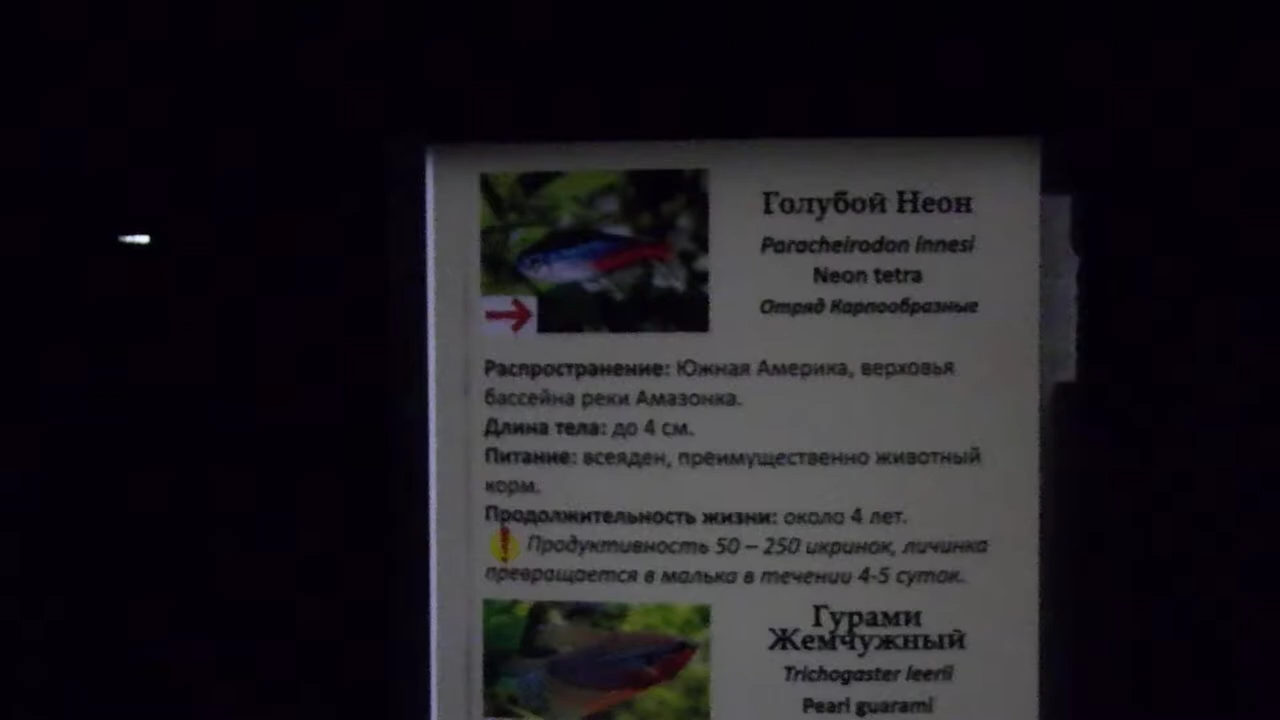 Голубой Неон
Paracheirodon innesi
Neon tetra
Отряд Карпообразные
Распространение: Южная Америка, верховья
бассейна реки Амазонка.
Длина тела: до 4 см.
Питание: всеяден, преимущественно животный
корм.
Продолжительность жизни: около 4 лет.
Продуктивность 50 – 250 икринок, личинка
превращается в малька в течении 4-5 суток.
Гурами
Жемчужный
Trichogaster leerii
Pearl guarami